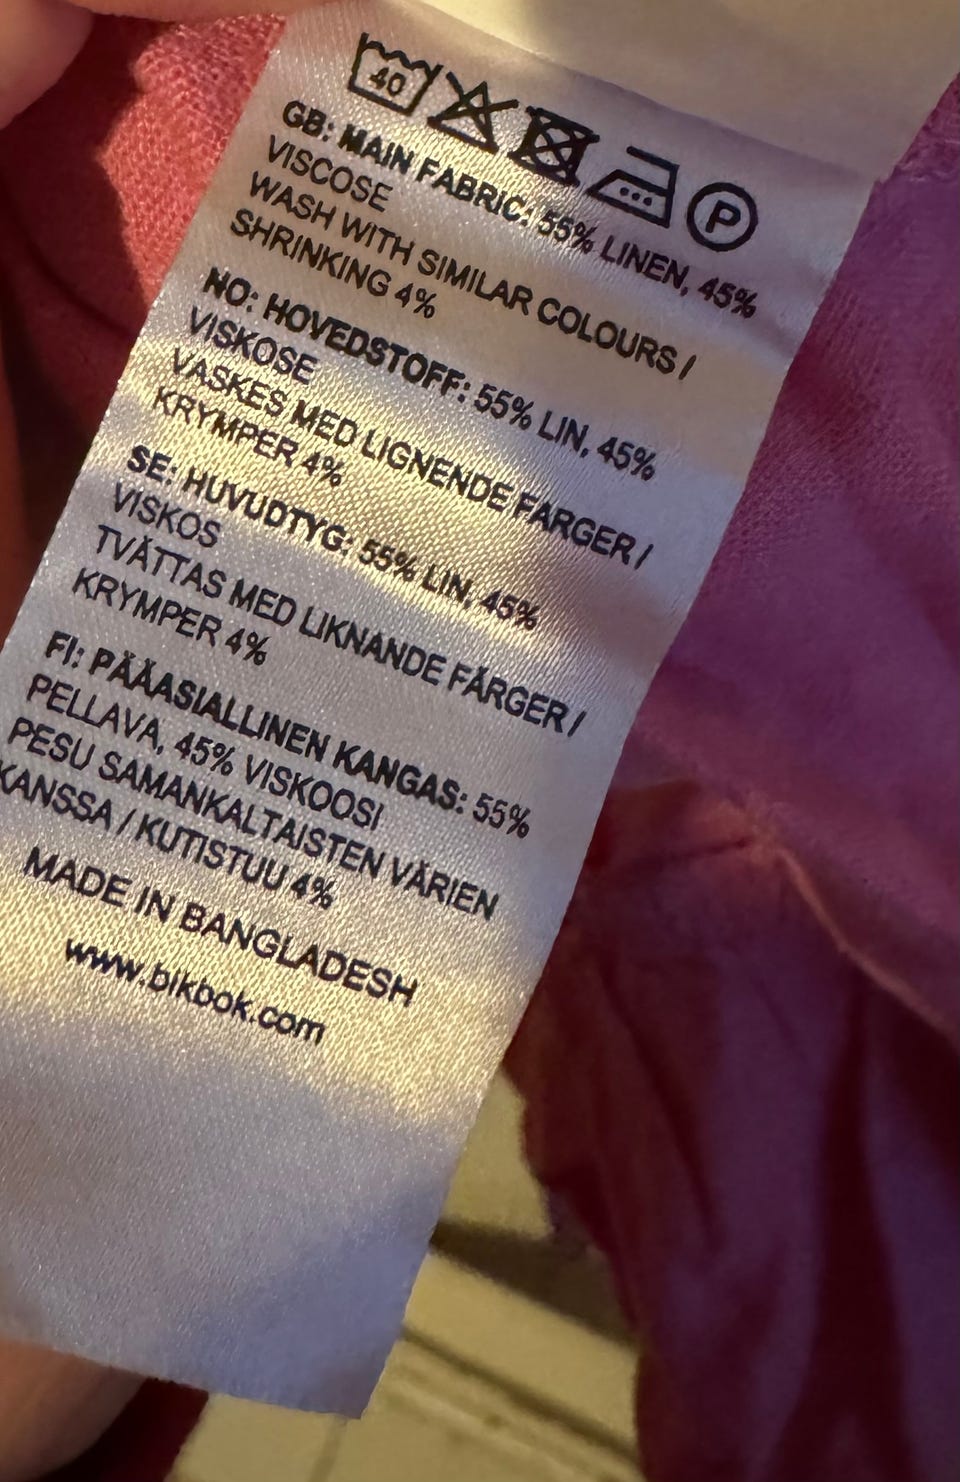 40
P
GB: MAIN FABRIC: 55% LINEN, 45%
VISCOSE
WASH WITH SIMILAR COLOURS /
SHRINKING 4%
NO: HOVEDSTOFF: 55% LIN, 45%
VISKOSE
VASKES MED LIGNENDE FARGER /
KRYMPER 4%
SE: HUVUDTYG: 55% LIN, 45%
VISKOS
TVÄTTAS MED LIKNANDE FÄRGER /
KRYMPER 4%
FI: PÄÄASIALLINEN KANGAS: 55%
PELLAVA, 45% VISKOOSI
PESU SAMANKALTAISTEN VÄRIEN
KANSSA / KUTISTUU 4%
MADE IN BANGLADESH
www.bikbok.com